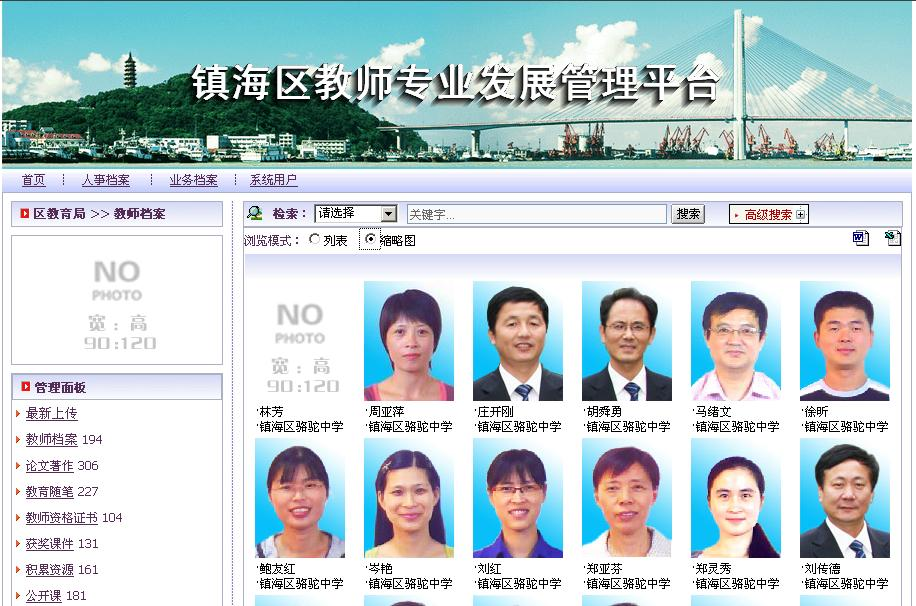 镇海区教师专业发展管理平台
首页 人事档案 业务档案 系统用户
区教育局 >> 教师档案
NO
PHOTO
宽：高
90:120
管理面板
最新上传
教师档案 194
论文著作 306
教育随笔 227
教师资格证书 104
获奖课件 131
积累资源 161
公开课 181
检索： 请选择 关键字... 搜索 高级搜索
浏览模式： 列表 缩略图
NO
PHOTO
宽：高
90:120
·林芳 ·周亚萍 ·庄开刚 ·胡舜勇 ·马绪文 ·徐昕
·镇海区骆驼中学 ·镇海区骆驼中学 ·镇海区骆驼中学 ·镇海区骆驼中学 ·镇海区骆驼中学 ·镇海区骆驼中学
·鲍友红 ·岑艳 ·刘红 ·郑亚芬 ·郑灵秀 ·刘传德
·镇海区骆驼中学 ·镇海区骆驼中学 ·镇海区骆驼中学 ·镇海区骆驼中学 ·镇海区骆驼中学 ·镇海区骆驼中学